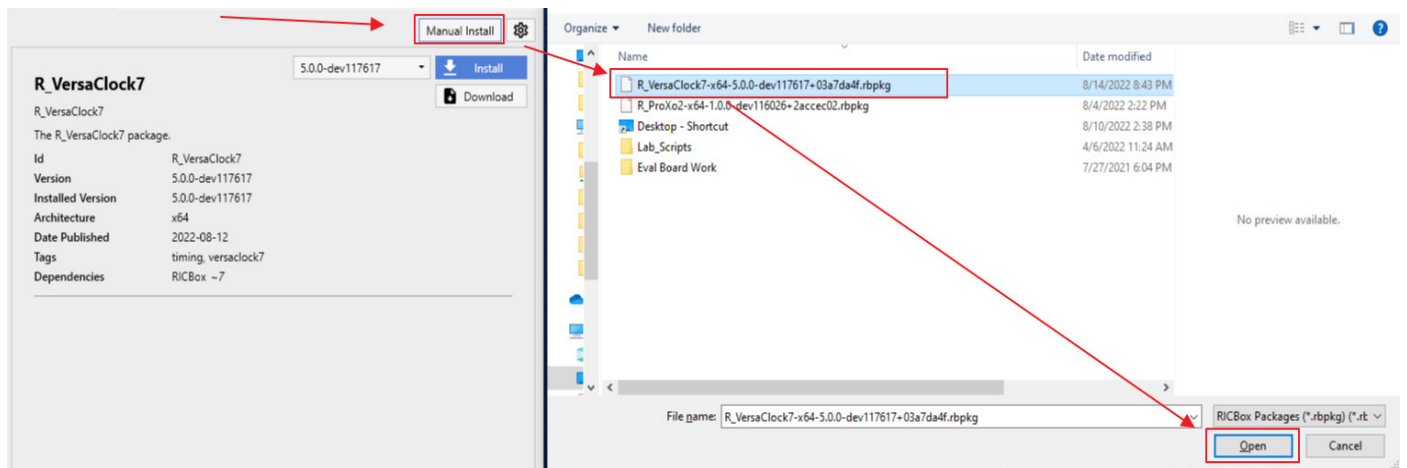 Manual Install
R_VersaClock7
5.0.0-dev117617
Install
Download
R_VersaClock7
The R_VersaClock7 package.
Id R_VersaClock7
Version 5.0.0-dev117617
Installed Version 5.0.0-dev117617
Architecture x64
Date Published 2022-08-12
Tags timing, versaclock7
Dependencies RICBox ~7
Organize New folder
Name Date modified
R_VersaClock7-x64-5.0.0-dev117617+03a7da4f.rbpkg 8/14/2022 8:43 PM
R_ProXo2-x64-1.0.0-dev116026+2accec02.rbpkg 8/4/2022 2:22 PM
Desktop - Shortcut 8/10/2022 2:38 PM
Lab_Scripts 4/6/2022 11:24 AM
Eval Board Work 7/27/2021 6:04 PM
No preview available.
File name: R_VersaClock7-x64-5.0.0-dev117617+03a7da4f.rbpkg RICBox Packages (*.rbpkg) (*.rt
Open Cancel